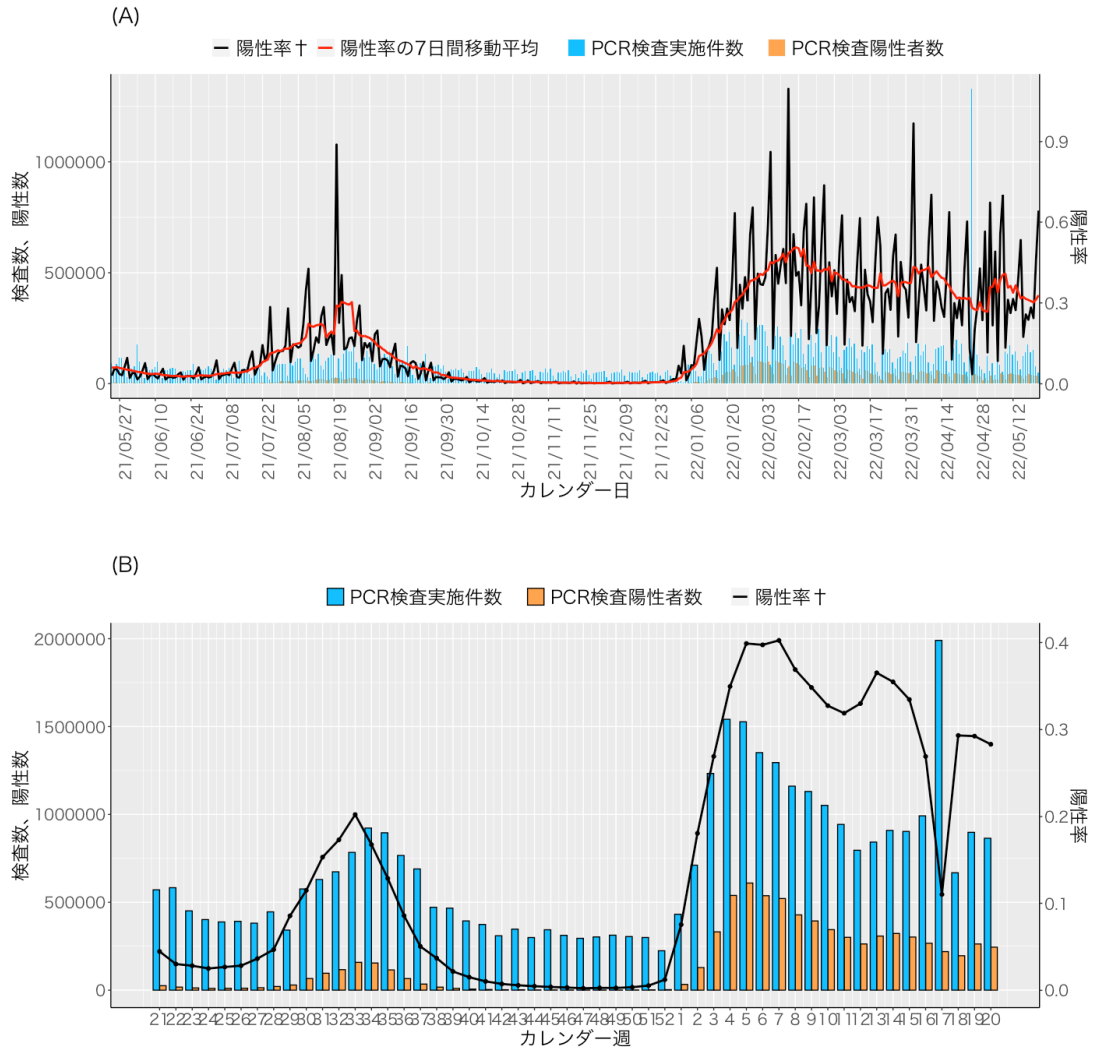 (A)
陽性率† 陽性率の7日間移動平均 PCR検査実施件数 PCR検査陽性者数
検査数、陽性数
1000000
500000
0
陽性率
0.9
0.6
0.3
0.0
21/05/27 21/06/10 21/06/24 21/07/08 21/07/22 21/08/05 21/08/19 21/09/02 21/09/16 21/09/30 21/10/14 21/10/28 21/11/11 21/11/25 21/12/09 21/12/23 22/01/06 22/01/20 22/02/03 22/02/17 22/03/03 22/03/17 22/03/31 22/04/14 22/04/28 22/05/12
カレンダー日
(B)
PCR検査実施件数 PCR検査陽性者数 陽性率†
検査数、陽性数
2000000
1500000
1000000
500000
0
陽性率
0.4
0.3
0.2
0.1
0.0
21 22 23 24 25 26 27 28 29 30 31 32 33 34 35 36 37 38 39 40 41 42 43 44 45 46 47 48 49 50 51 52 1 2 3 4 5 6 7 8 9 10 11 12 13 14 15 16 17 18 19 20
カレンダー週